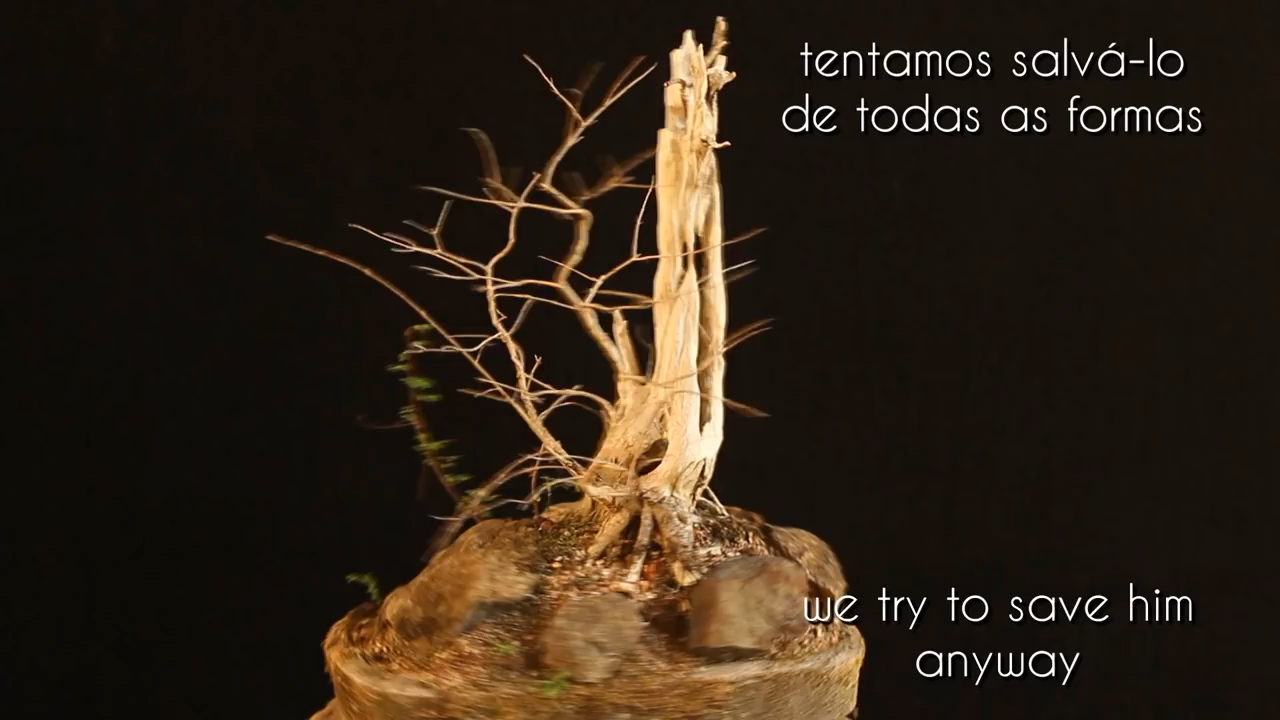 tentamos salvá-lo
de todas as formas
we try to save him
anyway